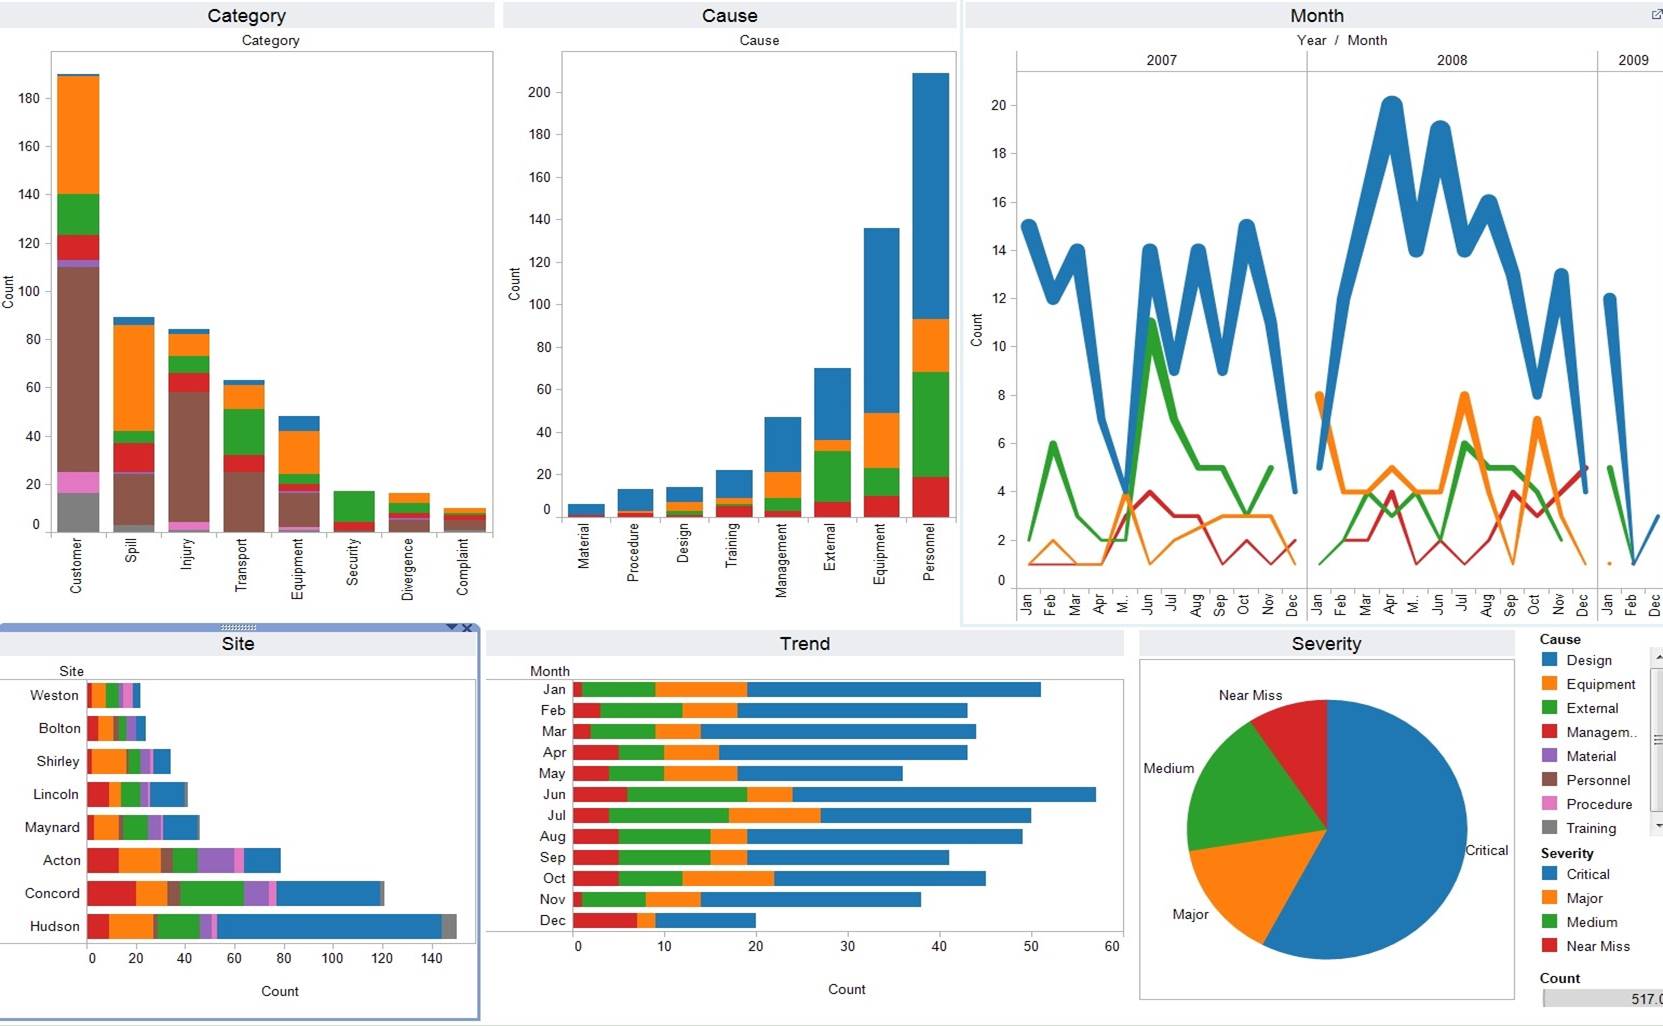 Category
Category
180
160
140
120
100
80
60
40
20
0
Count
Customer
Spill
Injury
Transport
Equipment
Security
Divergence
Complaint
Cause
Cause
200
180
160
140
120
100
80
60
40
20
0
Count
Material
Procedure
Design
Training
Management
External
Equipment
Personnel
Month
Year / Month
2007 2008 2009
20
18
16
14
12
10
8
6
4
2
0
Count
Jan Feb Mar Apr M.. Jun Jul Aug Sep Oct Nov Dec Jan Feb Mar Apr M.. Jun Jul Aug Sep Oct Nov Dec Jan Feb Dec
Site
Site
Weston
Bolton
Shirley
Lincoln
Maynard
Acton
Concord
Hudson
0 20 40 60 80 100 120 140
Count
Trend
Month
Jan
Feb
Mar
Apr
May
Jun
Jul
Aug
Sep
Oct
Nov
Dec
0 10 20 30 40 50 60
Count
Severity
Near Miss
Medium
Critical
Major
Cause
Design
Equipment
External
Managem..
Material
Personnel
Procedure
Training
Severity
Critical
Major
Medium
Near Miss
Count
517.0